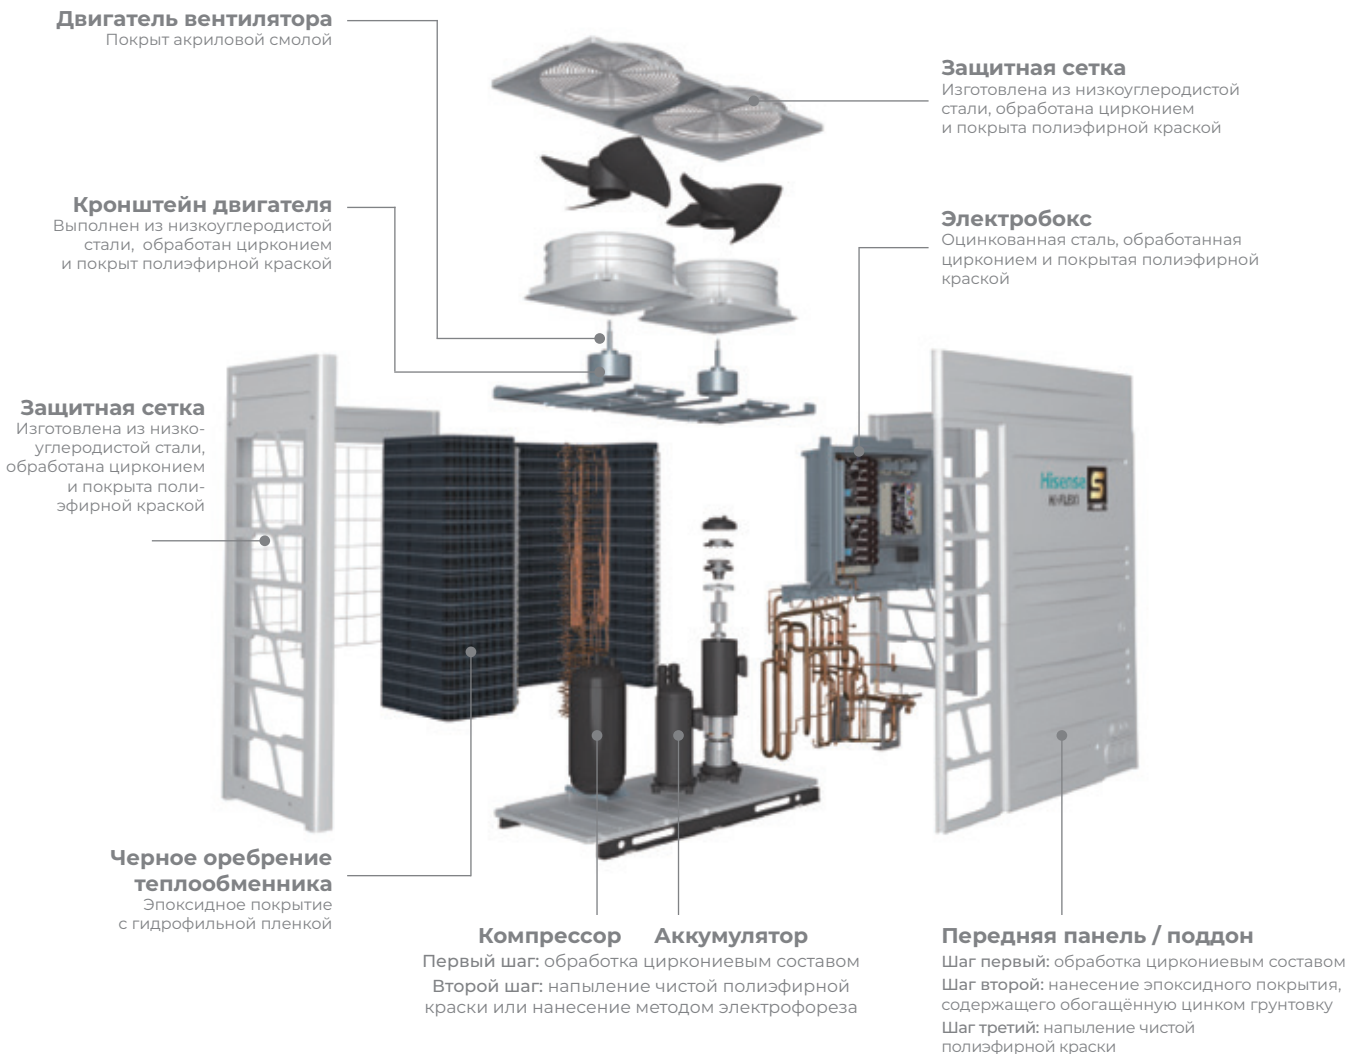 Двигатель вентилятора
Покрыт акриловой смолой
Защитная сетка
Изготовлена из низкоуглеродистой
стали, обработана цирконием
и покрыта полиэфирной краской
Кронштейн двигателя
Выполнен из низкоуглеродистой
стали, обработан цирконием
и покрыт полиэфирной краской
Электробокс
Оцинкованная сталь, обработанная
цирконием и покрытая полиэфирной
краской
Защитная сетка
Изготовлена из низко-
углеродистой стали,
обработана цирконием
и покрыта поли-
эфирной краской
Hisense S
HI-FLEXI
Черное оребрение
теплообменника
Эпоксидное покрытие
с гидрофильной пленкой
Компрессор Аккумулятор
Первый шаг: обработка циркониевым составом
Второй шаг: напыление чистой полиэфирной
краски или нанесение методом электрофореза
Передняя панель / поддон
Шаг первый: обработка циркониевым составом
Шаг второй: нанесение эпоксидного покрытия,
содержащего обогащённую цинком грунтовку
Шаг третий: напыление чистой
полиэфирной краски